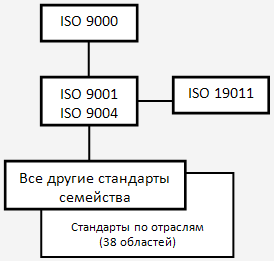 ISO 9000
ISO 9001
ISO 9004
ISO 19011
Все другие стандарты
семейства
Стандарты по отраслям
(38 областей)